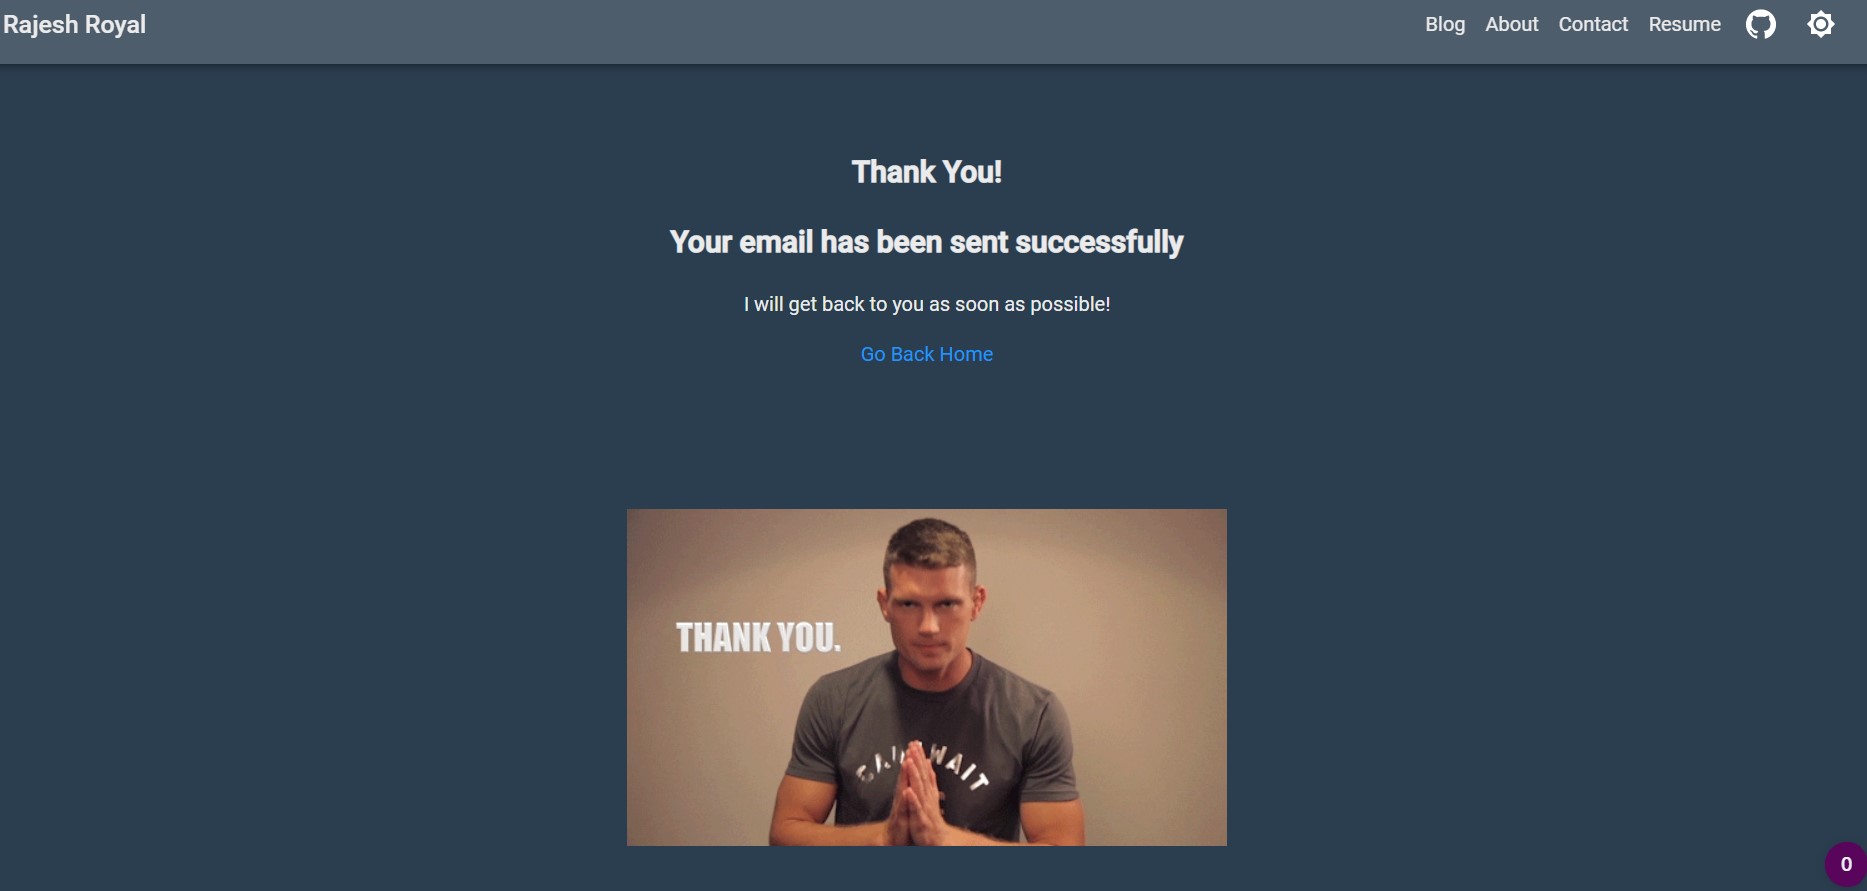 Rajesh Royal
Blog About Contact Resume
Thank You!
Your email has been sent successfully
I will get back to you as soon as possible!
Go Back Home
THANK YOU.
WAIT
0